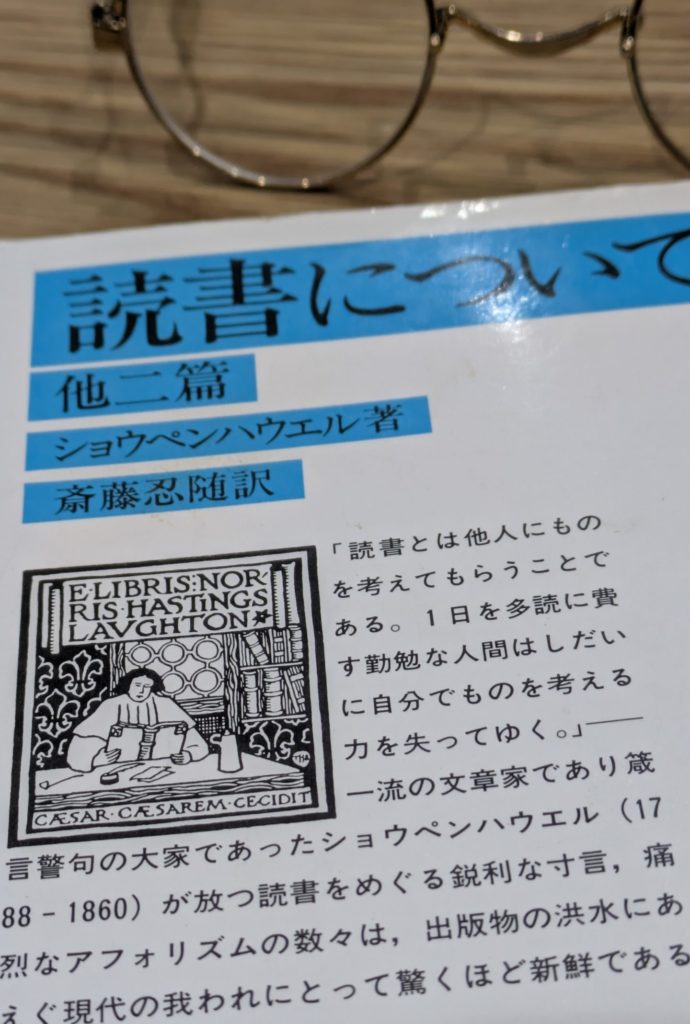 読書について
他二篇
ショウペンハウエル著
斎藤忍随訳
E·LIBRIS:NOR·
RIS·HASTINGS
LAVGHTON
CÆSAR·CÆSAREM·CECIDIT
「読書とは他人にもの
を考えてもらうことで
ある。1日を多読に費
す勤勉な人間はしだい
に自分でものを考える
力を失ってゆく。」――
一流の文章家であり箴
言警句の大家であったショウペンハウエル（17
88－1860）が放つ読書をめぐる鋭利な寸言，痛
烈なアフォリズムの数々は，出版物の洪水にあ
えぐ現代の我われにとって驚くほど新鮮である